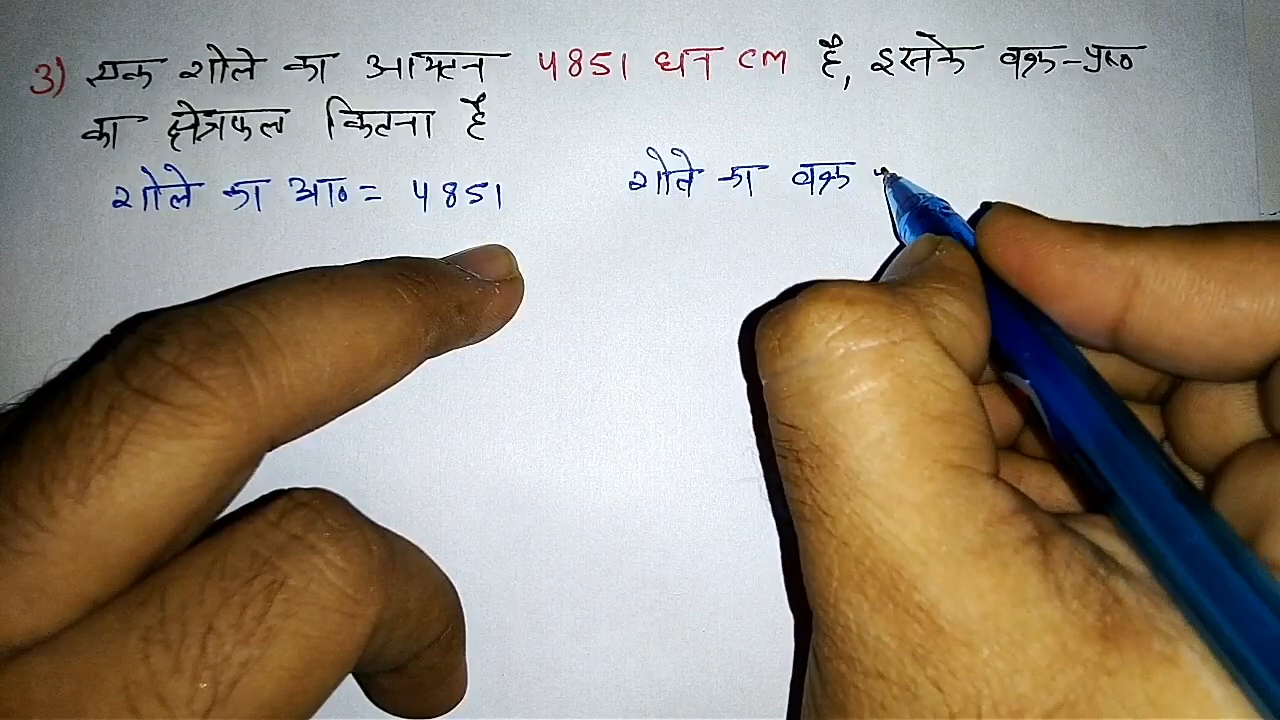 3) एक गोले का आयतन 4851 घन cm है, इसके वक्र-पृ०
का क्षेत्रफल कितना है
गोले का आ० = 4851
गोले का वक्र